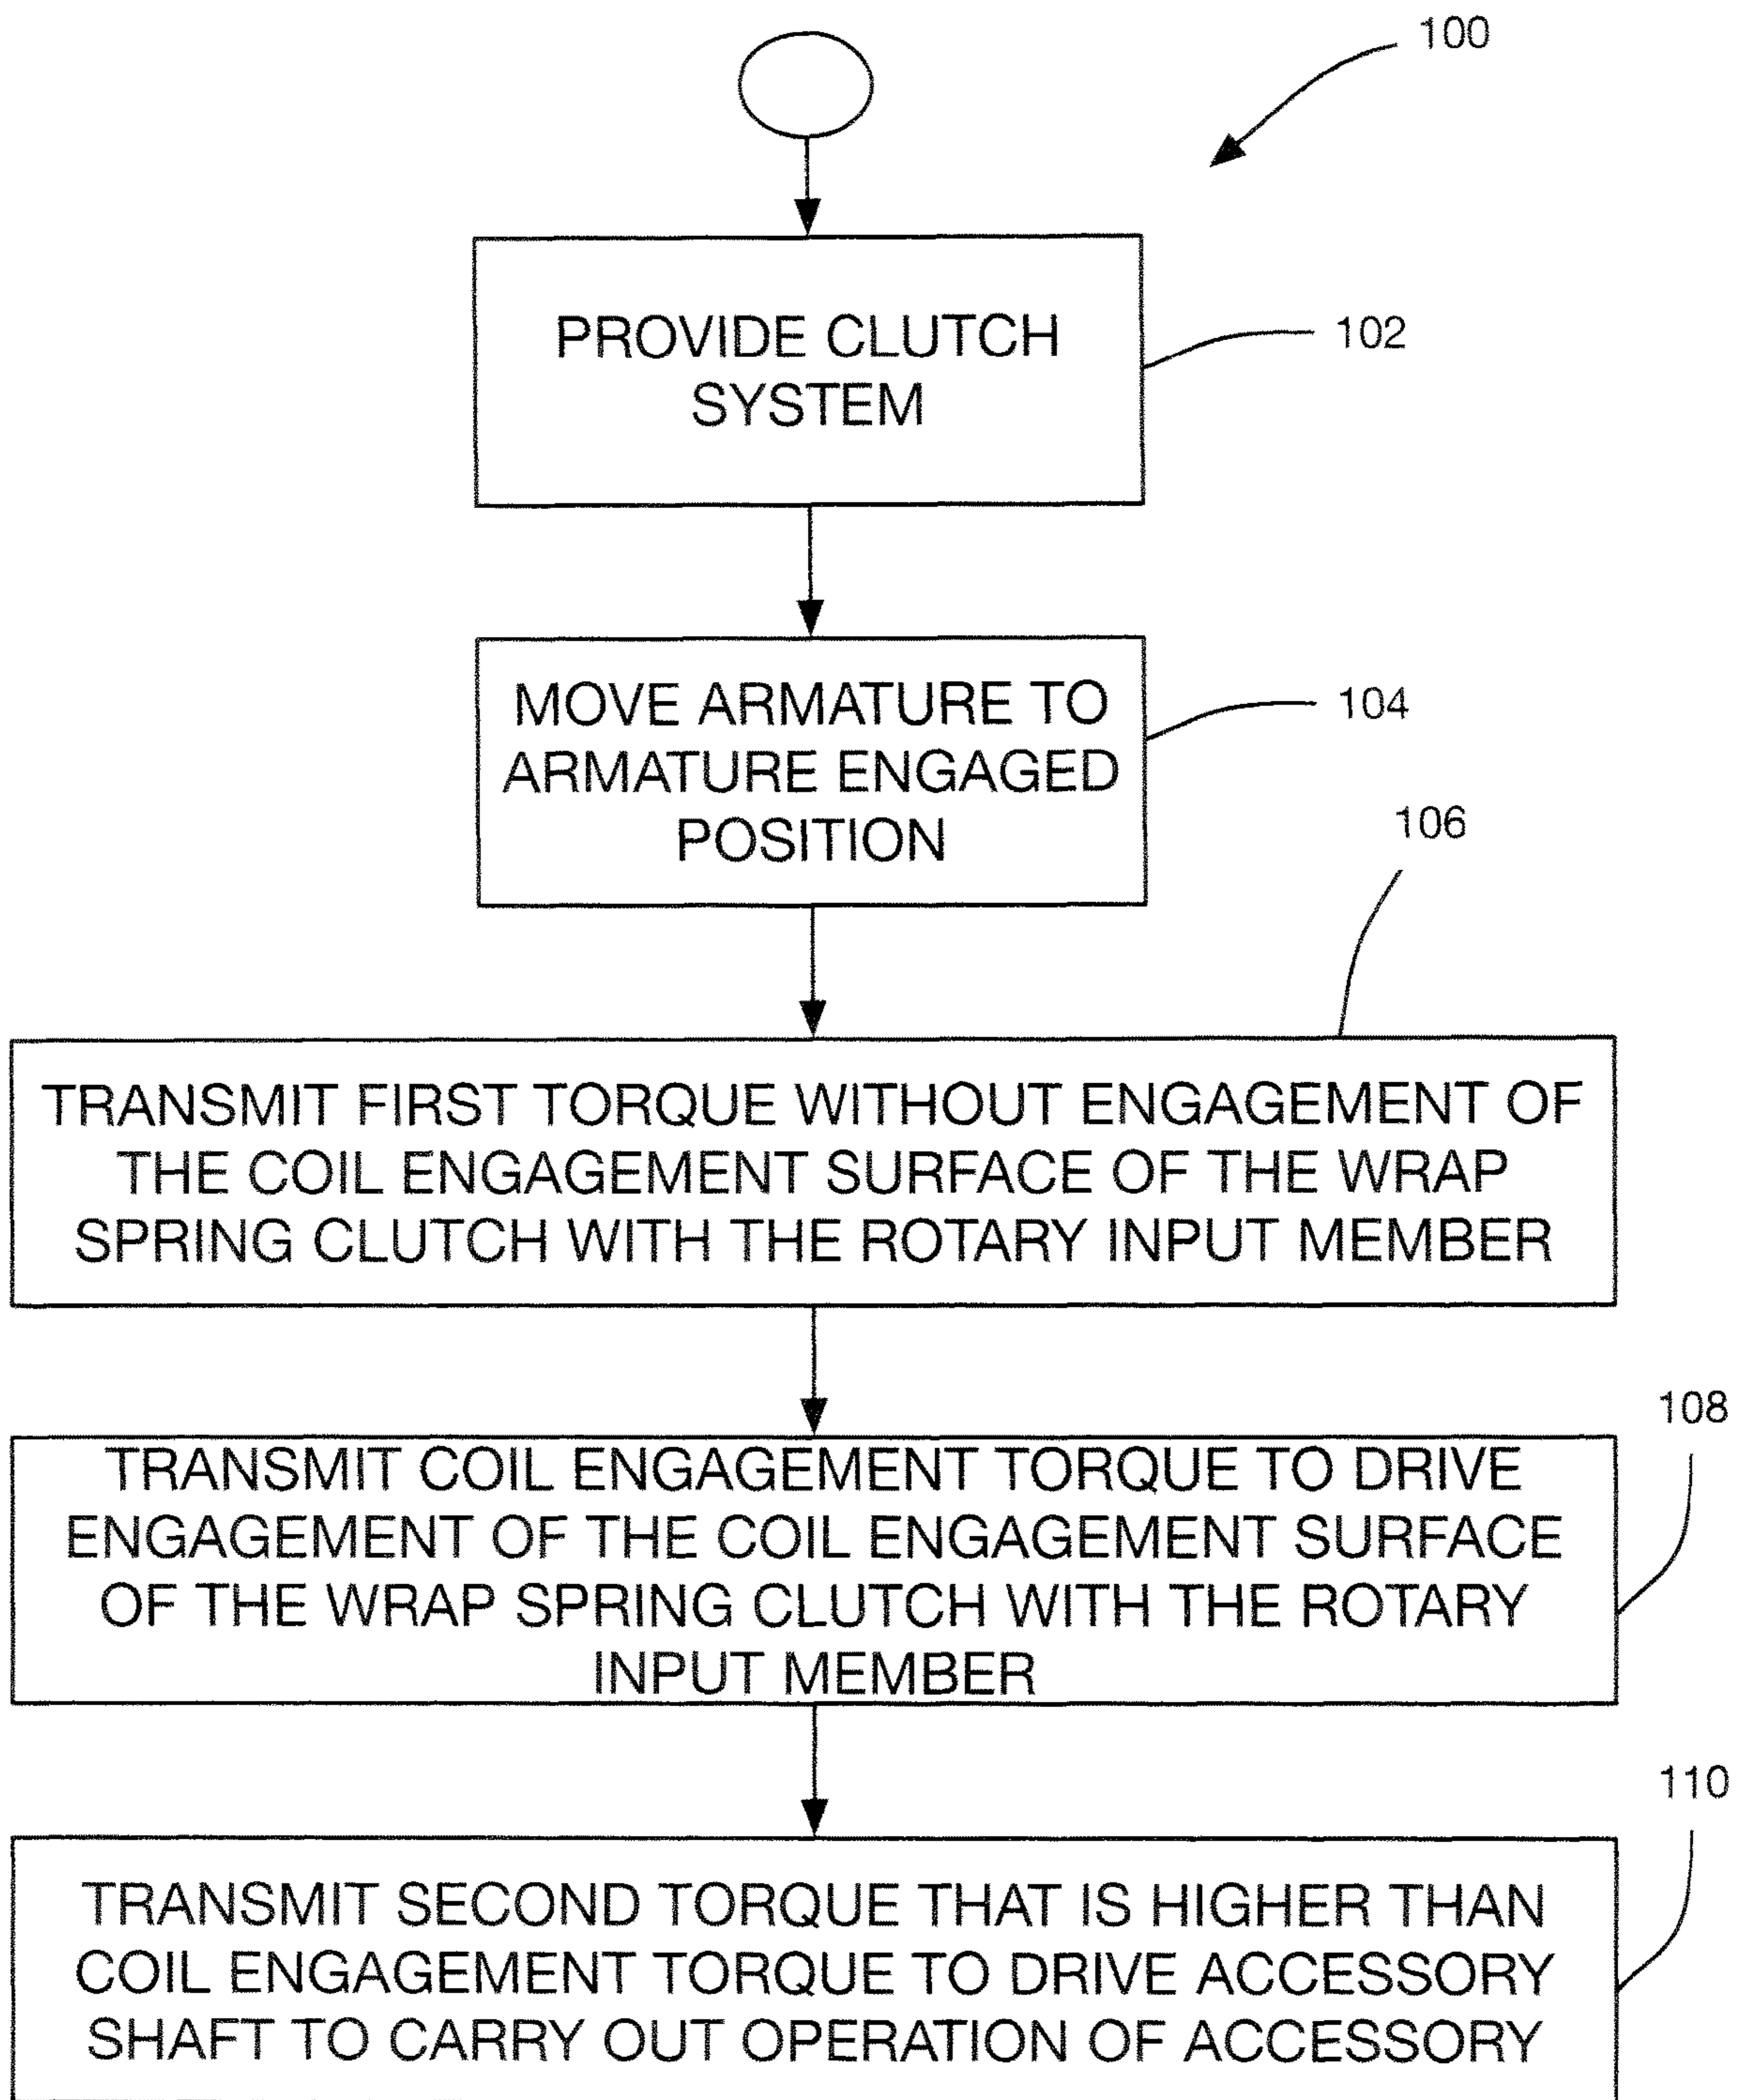 100
PROVIDE CLUTCH
SYSTEM
102
MOVE ARMATURE TO
ARMATURE ENGAGED
POSITION
104
106
TRANSMIT FIRST TORQUE WITHOUT ENGAGEMENT OF
THE COIL ENGAGEMENT SURFACE OF THE WRAP
SPRING CLUTCH WITH THE ROTARY INPUT MEMBER
108
TRANSMIT COIL ENGAGEMENT TORQUE TO DRIVE
ENGAGEMENT OF THE COIL ENGAGEMENT SURFACE
OF THE WRAP SPRING CLUTCH WITH THE ROTARY
INPUT MEMBER
110
TRANSMIT SECOND TORQUE THAT IS HIGHER THAN
COIL ENGAGEMENT TORQUE TO DRIVE ACCESSORY
SHAFT TO CARRY OUT OPERATION OF ACCESSORY